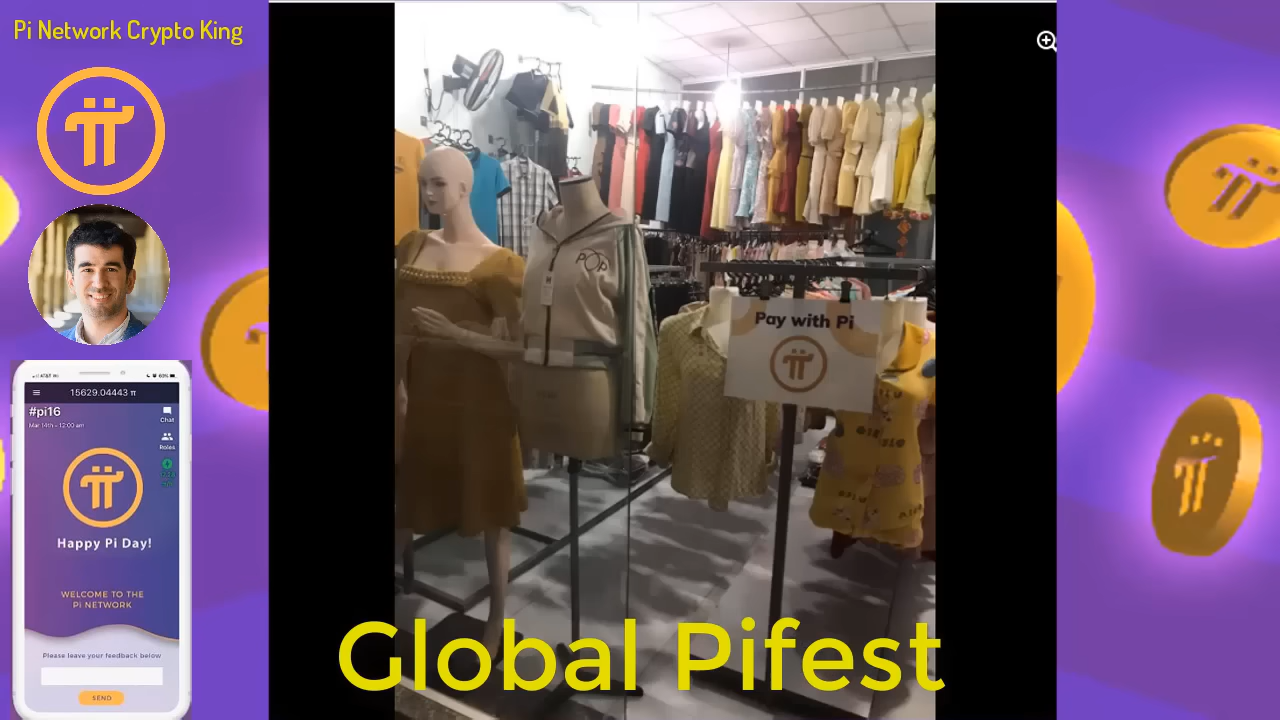 Pi Network Crypto King
15629.04443 π
#pi16
Mar 14th - 12:00 am
Chat
Roles
Happy Pi Day!
WELCOME TO THE
Pi NETWORK
Please leave your feedback below
SEND
POP
Pay with Pi
Global Pifest